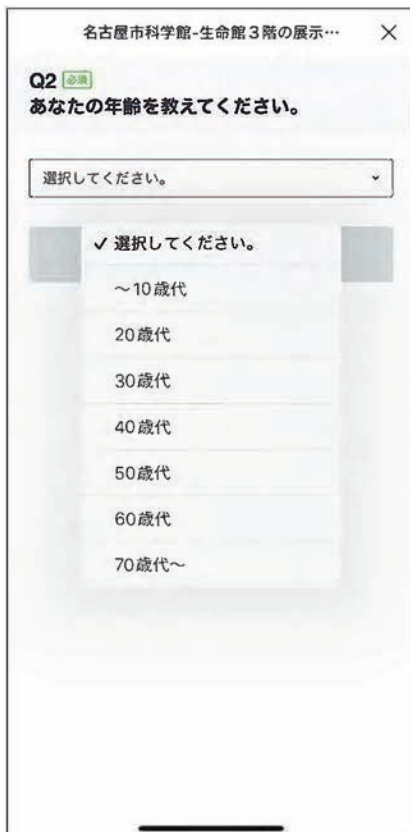 名古屋市科学館-生命館３階の展示…
Q2 必須
あなたの年齢を教えてください。
選択してください。
✓ 選択してください。
～10歳代
20歳代
30歳代
40歳代
50歳代
60歳代
70歳代～